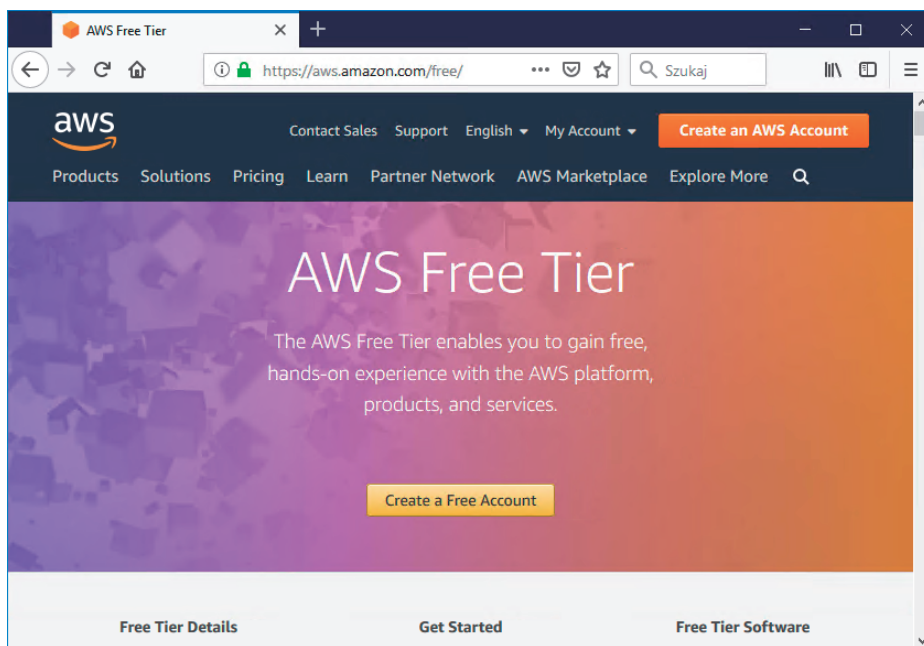 AWS Free Tier
https://aws.amazon.com/free/
Szukaj
aws
Contact Sales Support English My Account Create an AWS Account
Products Solutions Pricing Learn Partner Network AWS Marketplace Explore More
AWS Free Tier
The AWS Free Tier enables you to gain free,
hands-on experience with the AWS platform,
products, and services.
Create a Free Account
Free Tier Details Get Started Free Tier Software